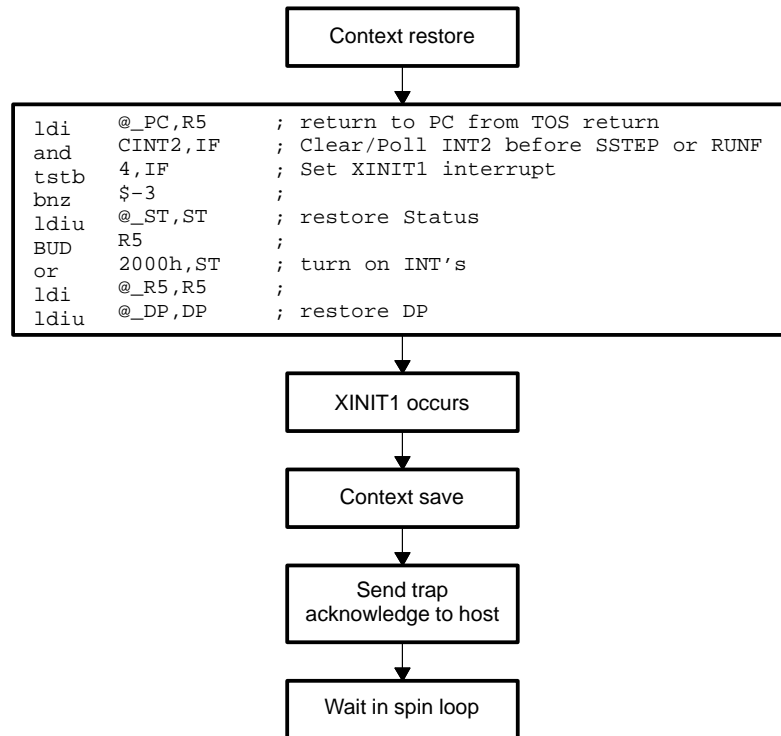 Context restore
ldi @_PC,R5 ; return to PC from TOS return
and CINT2,IF ; Clear/Poll INT2 before SSTEP or RUNF
tstb 4,IF ; Set XINIT1 interrupt
bnz $−3 ;
ldiu @_ST,ST ; restore Status
BUD R5 ;
or 2000h,ST ; turn on INT's
ldi @_R5,R5 ;
ldiu @_DP,DP ; restore DP
XINIT1 occurs
Context save
Send trap
acknowledge to host
Wait in spin loop